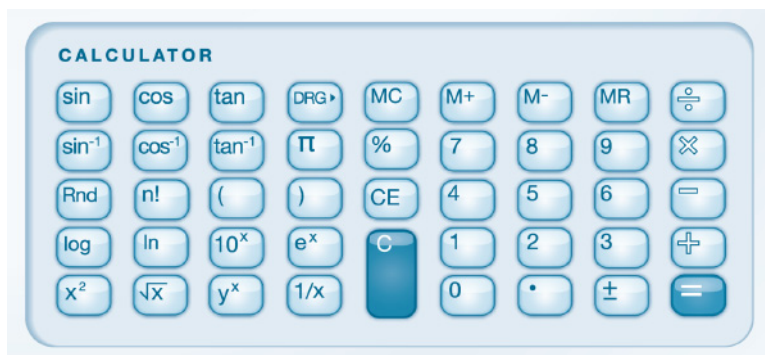 CALCULATOR
sin cos tan DRG▸ MC M+ M- MR ÷
sin⁻¹ cos⁻¹ tan⁻¹ π % 7 8 9 ×
Rnd n! ( ) CE 4 5 6 −
log ln 10ˣ eˣ C 1 2 3 +
x² √x yˣ 1/x 0 • ± =